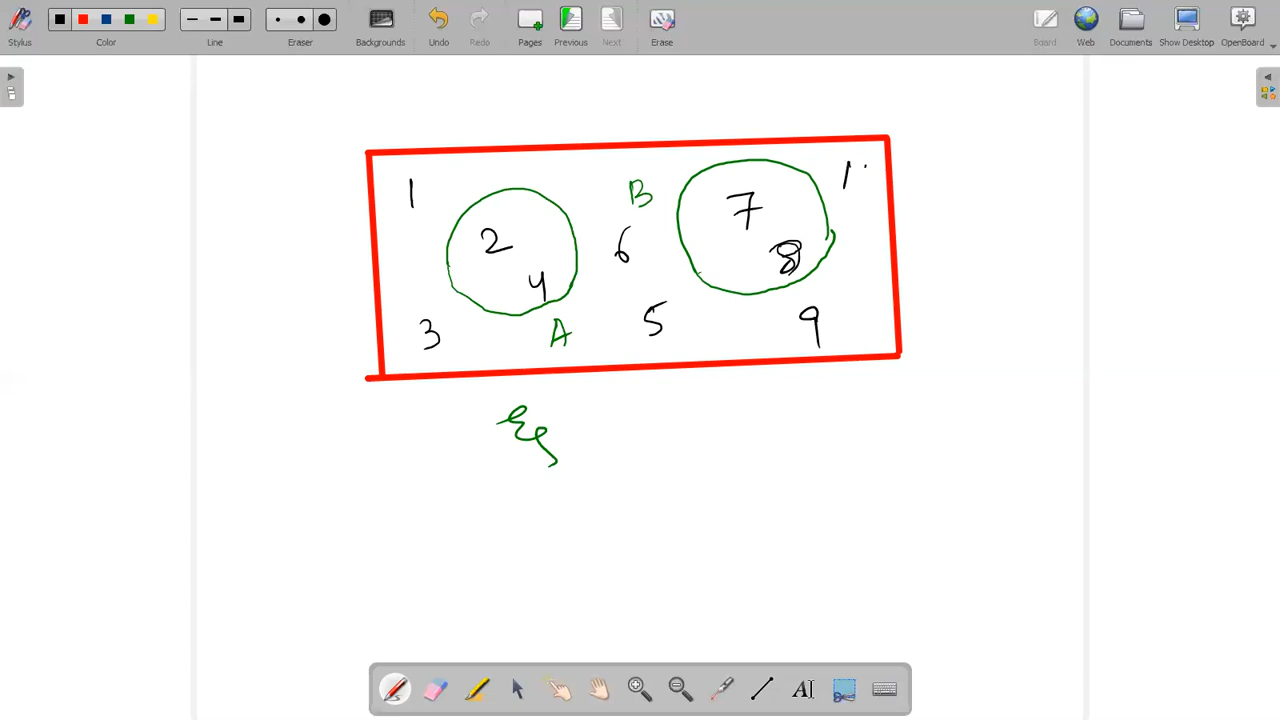 Stylus Color Line Eraser Backgrounds Undo Redo Pages Previous Next Erase Board Web Documents Show Desktop OpenBoard
1 B 7
2 6 8
4
3 A 5 9
AI